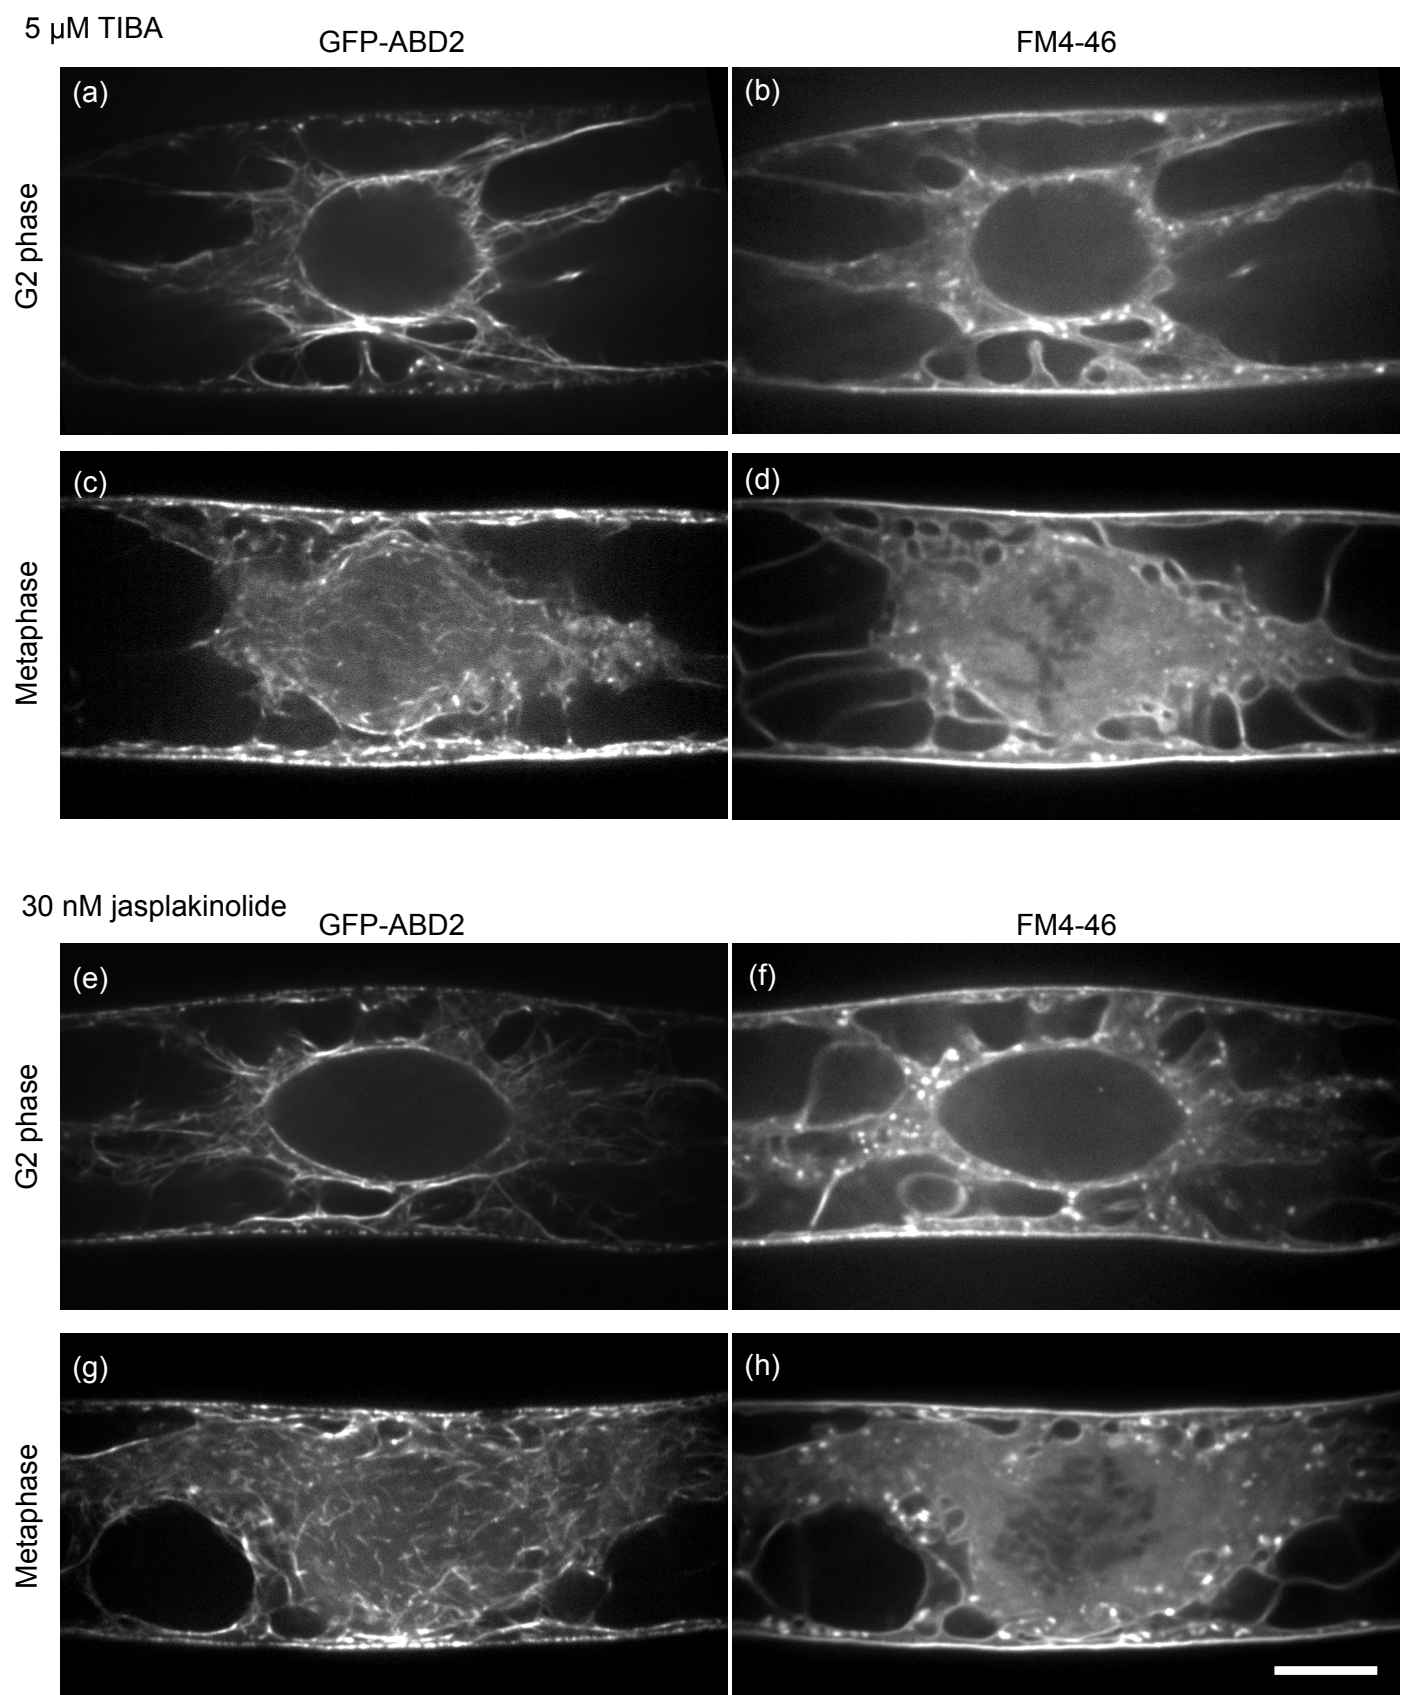 5 µM TIBA
GFP-ABD2
FM4-46
G2 phase
(a)
(b)
Metaphase
(c)
(d)
30 nM jasplakinolide
GFP-ABD2
FM4-46
G2 phase
(e)
(f)
Metaphase
(g)
(h)